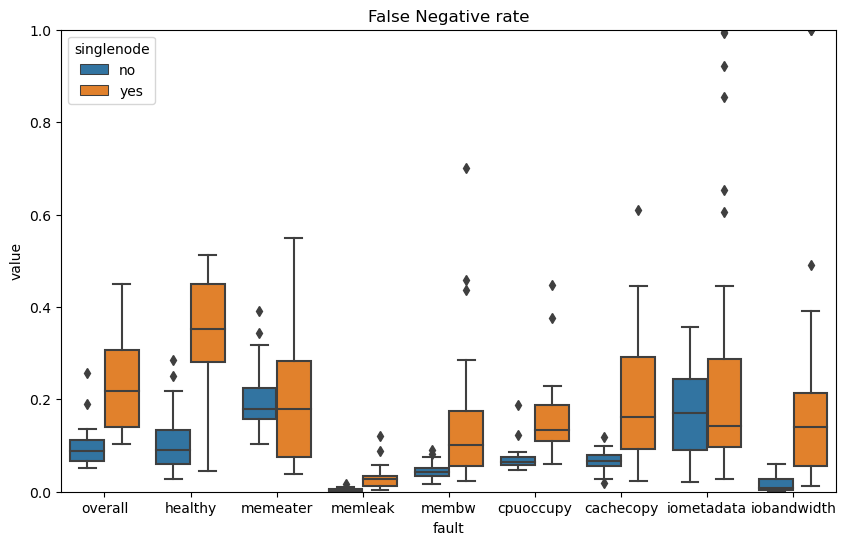 False Negative rate
singlenode
no
yes
1.0
0.8
0.6
0.4
0.2
0.0
value
overall healthy memeater memleak membw cpuoccupy cachecopy iometadata iobandwidth
fault